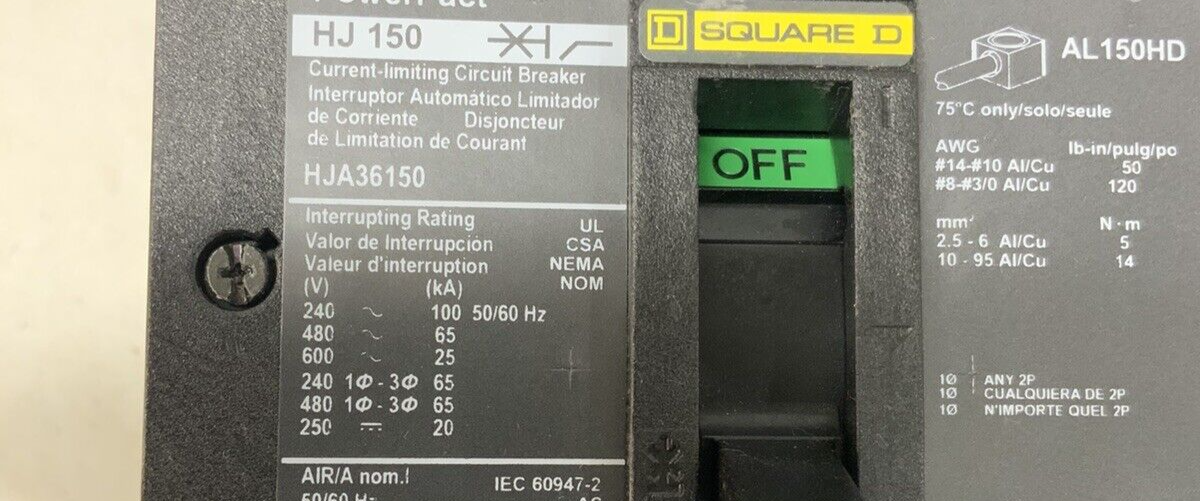 PowerPact
HJ 150
Current-limiting Circuit Breaker
Interruptor Automático Limitador
de Corriente Disjoncteur
de Limitation de Courant
HJA36150
Interrupting Rating UL
Valor de Interrupción CSA
Valeur d'interruption NEMA
(V) (kA) NOM
240 ~ 100 50/60 Hz
480 ~ 65
600 ~ 25
240 1Φ - 3Φ 65
480 1Φ - 3Φ 65
250 ⎓ 20
AIR/A nom.I IEC 60947-2
50/60 Hz
D SQUARE D
OFF
AL150HD
75°C only/solo/seule
AWG lb-in/pulg/po
#14-#10 Al/Cu 50
#8-#3/0 Al/Cu 120
mm² N·m
2.5 - 6 Al/Cu 5
10 - 95 Al/Cu 14
1Ø ANY 2P
1Ø CUALQUIERA DE 2P
1Ø N'IMPORTE QUEL 2P